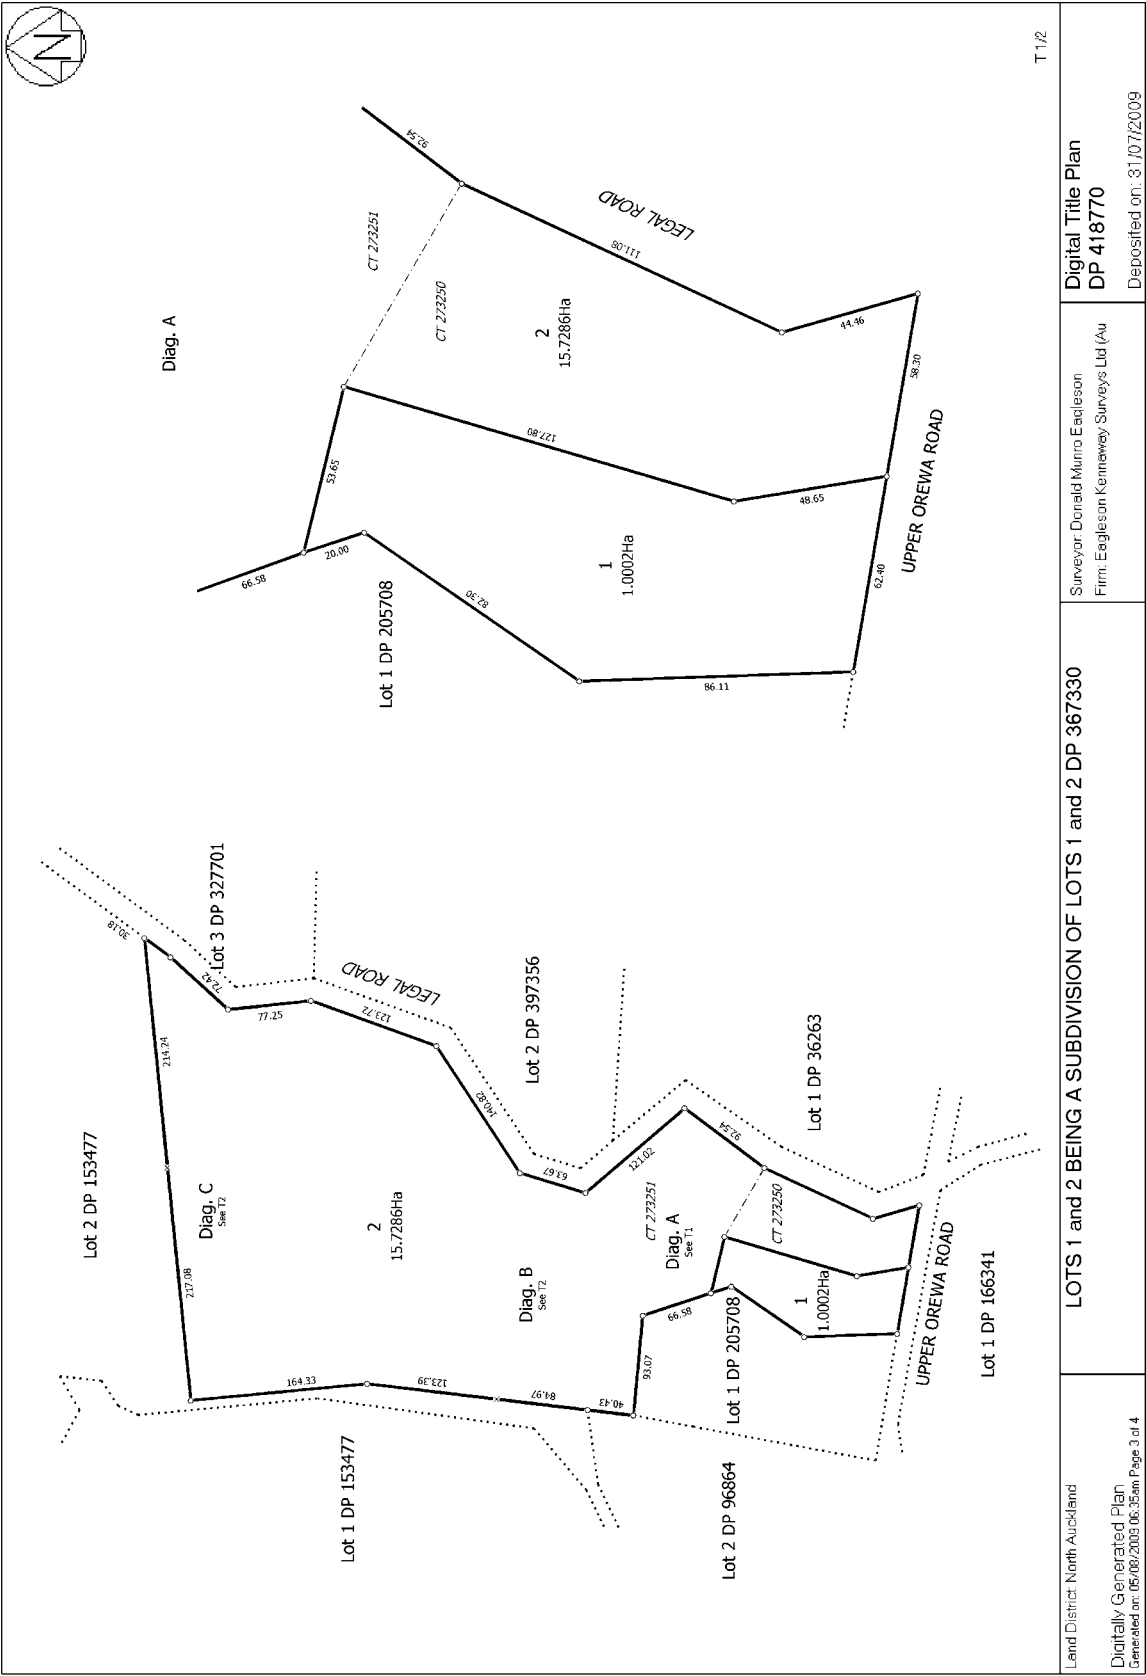 N
T 1/2
Lot 2 DP 153477
30.18
72.42
Lot 3 DP 327701
214.24
77.25
LEGAL ROAD
123.72
217.08
Diag. C
See T2
2
15.7286Ha
140.82
Lot 2 DP 397356
164.33
123.39
Lot 1 DP 153477
84.97
40.43
Diag. B
See T2
63.67
121.02
CT 273251
Diag. A
See T1
92.54
Lot 1 DP 36263
93.07
66.58
CT 273250
Lot 1 DP 205708
1
1.0002Ha
Lot 2 DP 96864
UPPER OREWA ROAD
Lot 1 DP 166341
Diag. A
92.54
CT 273251
CT 273250
LEGAL ROAD
111.08
2
15.7286Ha
66.58
53.65
20.00
127.80
44.46
58.30
Lot 1 DP 205708
82.30
1
1.0002Ha
48.65
86.11
62.40
UPPER OREWA ROAD
Land District: North Auckland
Digitally Generated Plan
Generated on: 05/08/2009 06:35am Page 3 of 4
LOTS 1 and 2 BEING A SUBDIVISION OF LOTS 1 and 2 DP 367330
Surveyor: Donald Munro Eagleson
Firm: Eagleson Kennaway Surveys Ltd (Au
Digital Title Plan
DP 418770
Deposited on: 31/07/2009